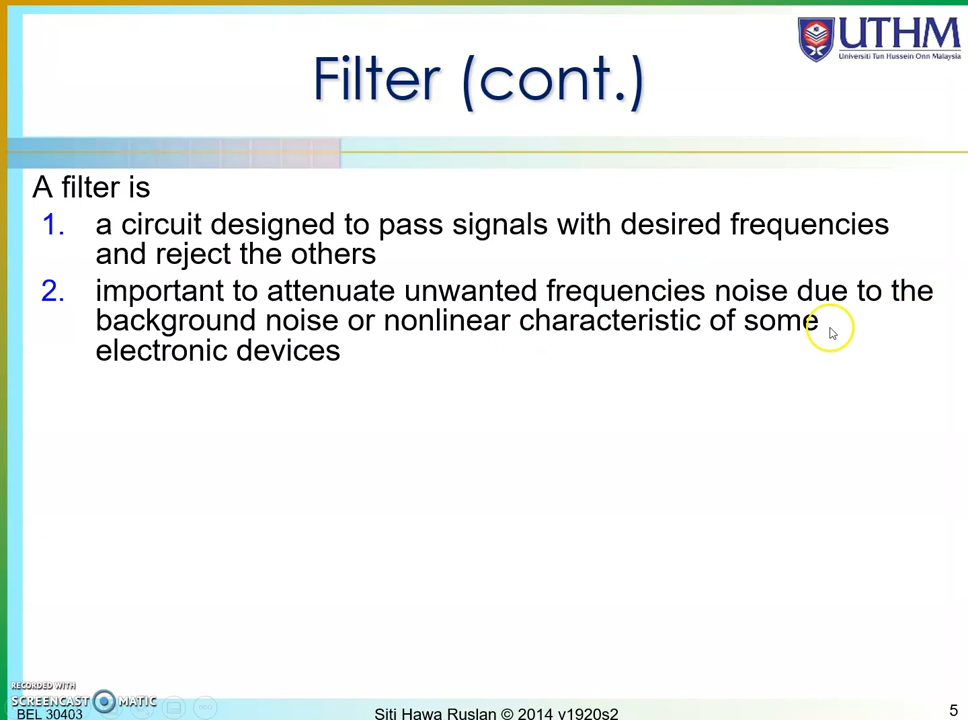 UTHM
Universiti Tun Hussein Onn Malaysia
Filter (cont.)
A filter is
1. a circuit designed to pass signals with desired frequencies
and reject the others
2. important to attenuate unwanted frequencies noise due to the
background noise or nonlinear characteristic of some
electronic devices
RECORDED WITH
SCREENCAST MATIC
BEL 30403
Siti Hawa Ruslan © 2014 v1920s2
5